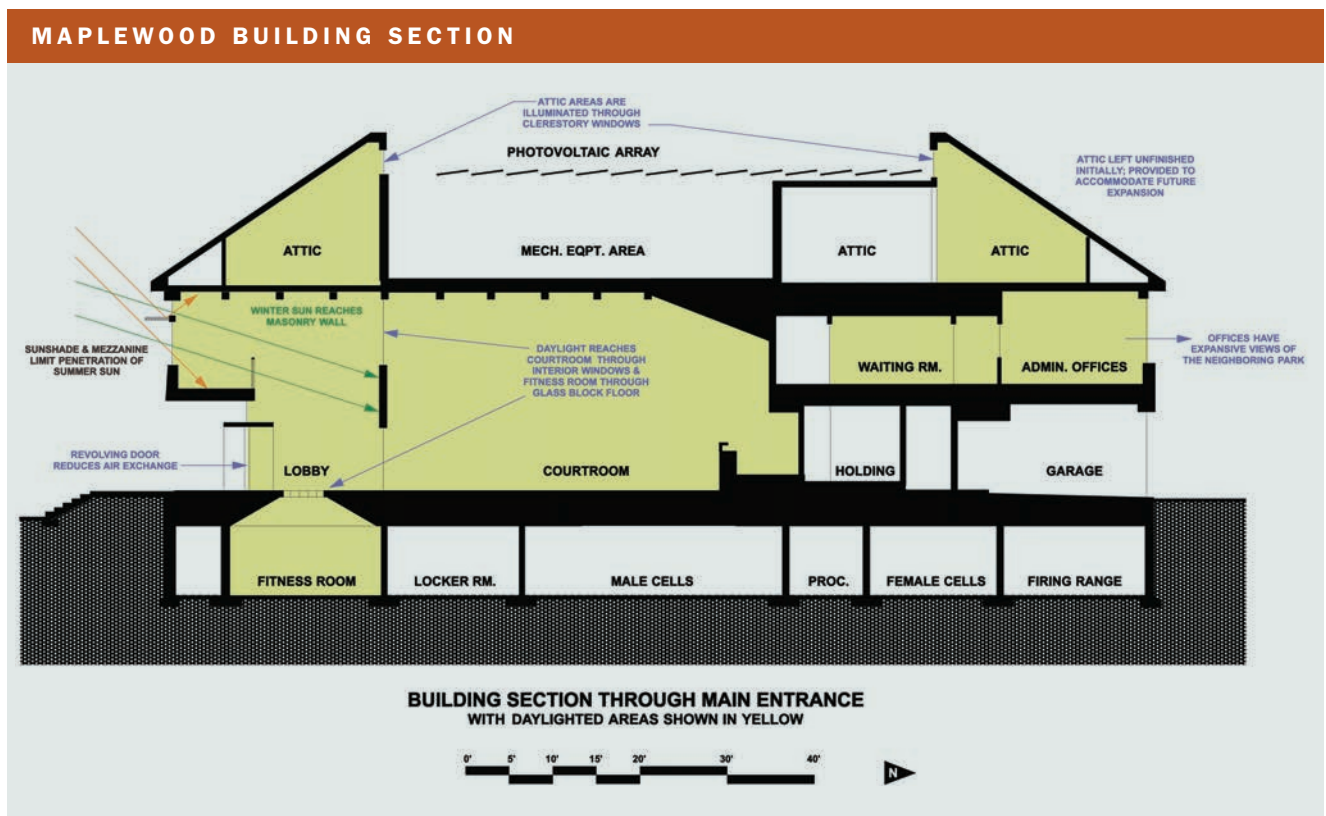 MAPLEWOOD BUILDING SECTION
ATTIC AREAS ARE
ILLUMINATED THROUGH
CLERESTORY WINDOWS
PHOTOVOLTAIC ARRAY
ATTIC LEFT UNFINISHED
INITIALLY; PROVIDED TO
ACCOMMODATE FUTURE
EXPANSION
ATTIC
MECH. EQPT. AREA
ATTIC
ATTIC
WINTER SUN REACHES
MASONRY WALL
SUNSHADE & MEZZANINE
LIMIT PENETRATION OF
SUMMER SUN
DAYLIGHT REACHES
COURTROOM THROUGH
INTERIOR WINDOWS &
FITNESS ROOM THROUGH
GLASS BLOCK FLOOR
WAITING RM.
ADMIN. OFFICES
OFFICES HAVE
EXPANSIVE VIEWS OF
THE NEIGHBORING PARK
REVOLVING DOOR
REDUCES AIR EXCHANGE
LOBBY
COURTROOM
HOLDING
GARAGE
FITNESS ROOM
LOCKER RM.
MALE CELLS
PROC.
FEMALE CELLS
FIRING RANGE
BUILDING SECTION THROUGH MAIN ENTRANCE
WITH DAYLIGHTED AREAS SHOWN IN YELLOW
0' 5' 10' 15' 20' 30' 40'
N